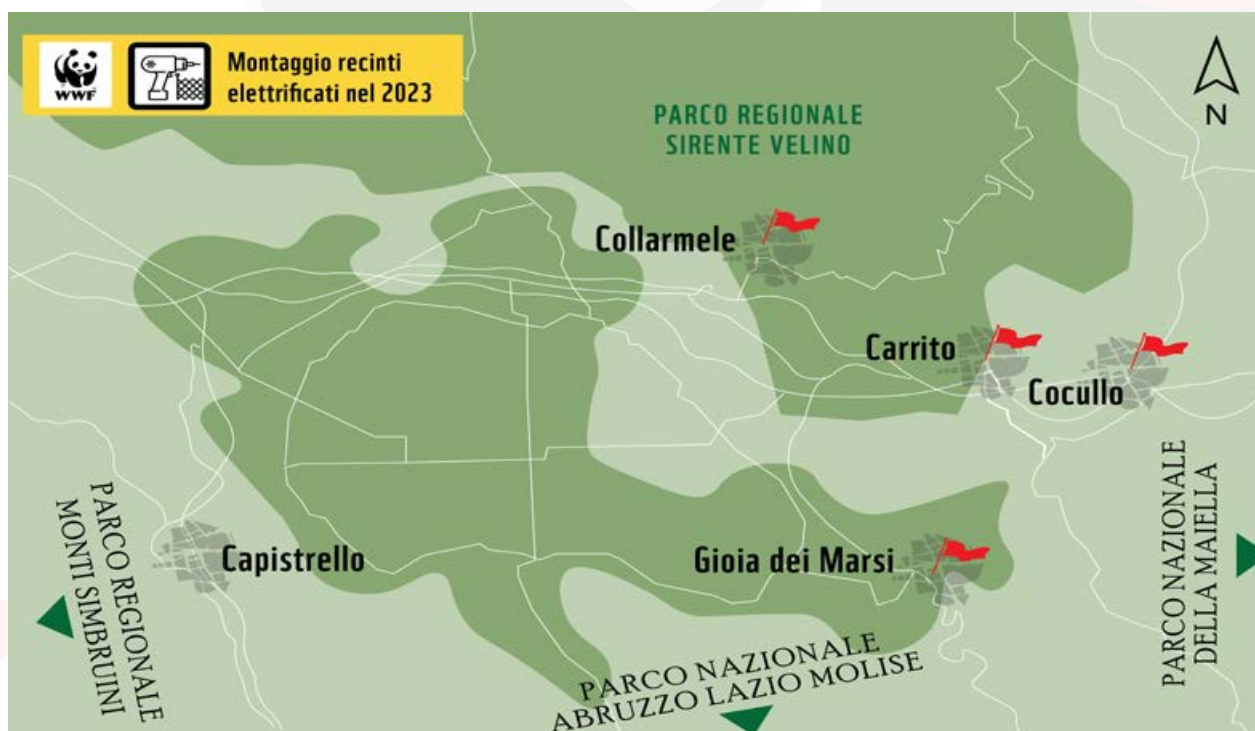 WWF
Montaggio recinti
elettrificati nel 2023
N
PARCO REGIONALE
SIRENTE VELINO
Collarmele
Carrito
Cocullo
PARCO REGIONALE
MONTI SIMBRUINI
Capistrello
Gioia dei Marsi
PARCO NAZIONALE
DELLA MAIELLA
PARCO NAZIONALE
ABRUZZO LAZIO MOLISE